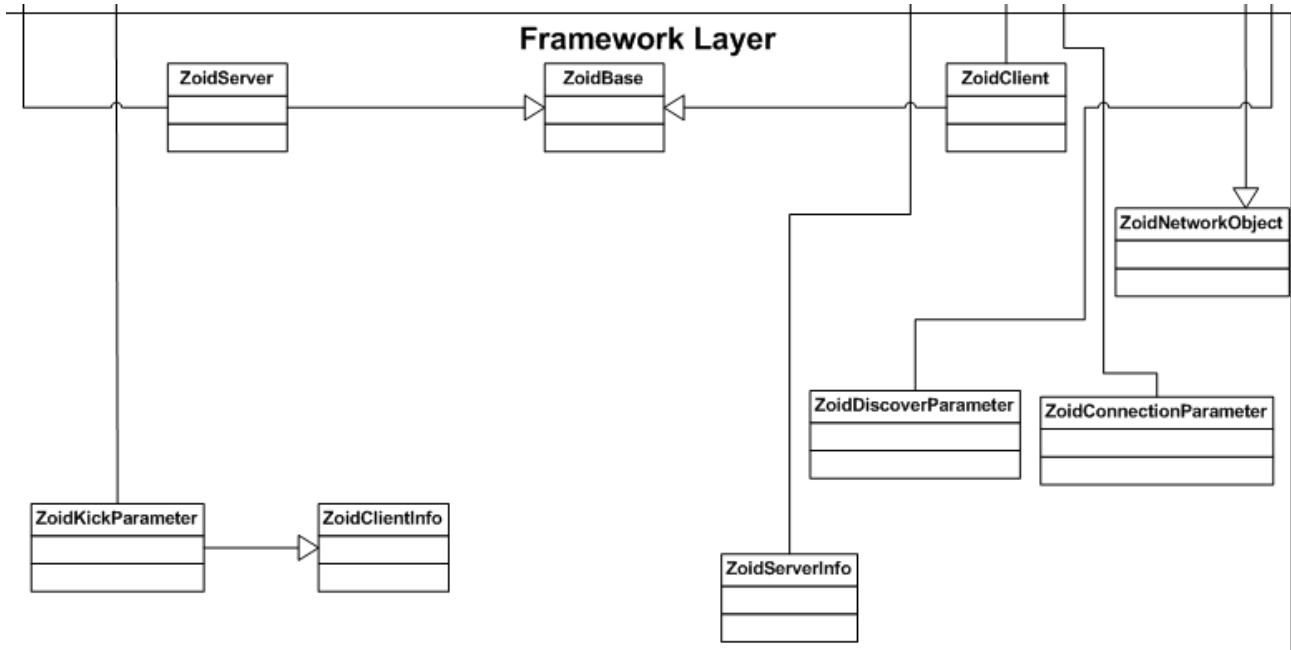 Framework Layer
ZoidServer
ZoidBase
ZoidClient
ZoidNetworkObject
ZoidDiscoverParameter
ZoidConnectionParameter
ZoidKickParameter
ZoidClientInfo
ZoidServerInfo